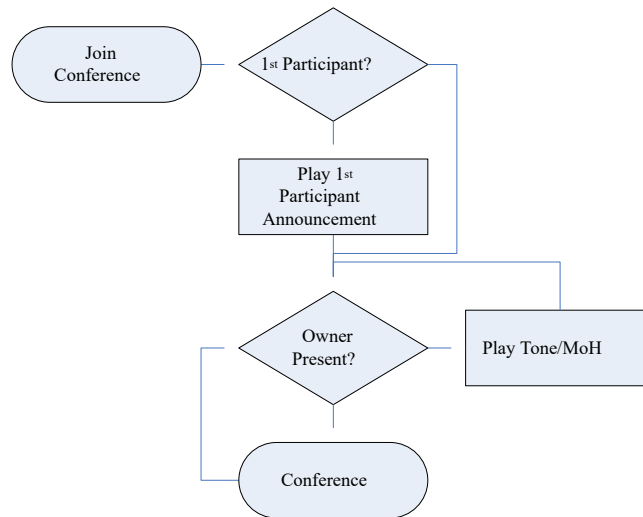 Join
Conference
1st Participant?
Play 1st
Participant
Announcement
Owner
Present?
Play Tone/MoH
Conference